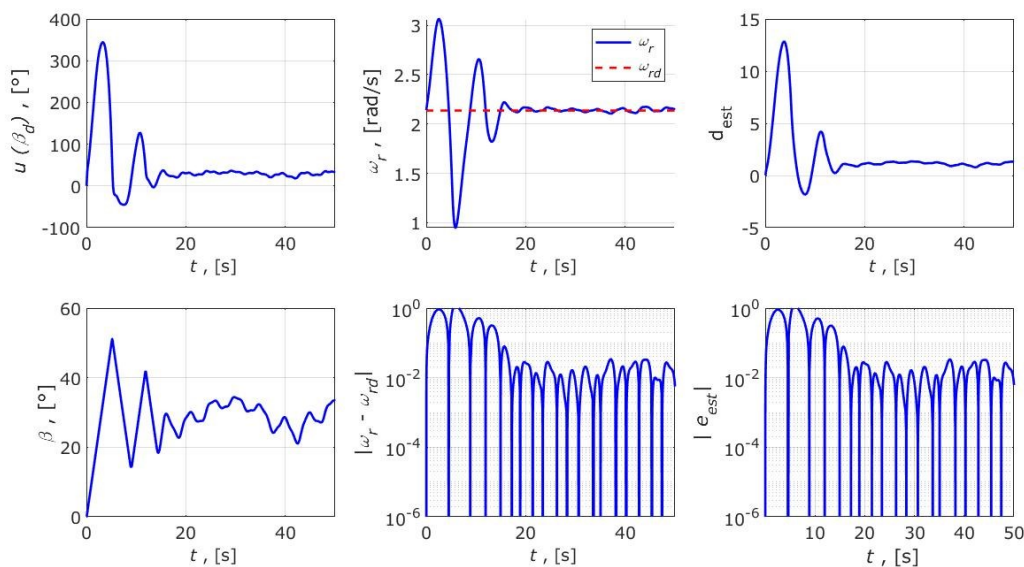 400
300
200
100
0
-100
0 20 40
u (β_d) , [°]
t , [s]
3
2.5
2
1.5
1
0 20 40
ω_r , [rad/s]
t , [s]
ω_r
ω_rd
15
10
5
0
-5
0 20 40
d_est
t , [s]
60
40
20
0
0 20 40
β , [°]
t , [s]
10^0
10^-2
10^-4
10^-6
0 20 40
|ω_r - ω_rd|
t , [s]
10^0
10^-2
10^-4
10^-6
0 10 20 30 40 50
| e_est|
t , [s]